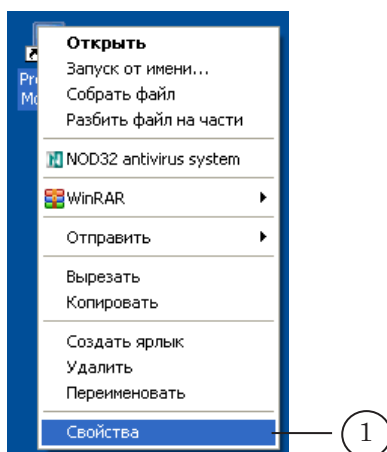 Открыть
Запуск от имени...
Собрать файл
Разбить файл на части
NOD32 antivirus system
WinRAR
Отправить
Вырезать
Копировать
Создать ярлык
Удалить
Переименовать
Свойства
1